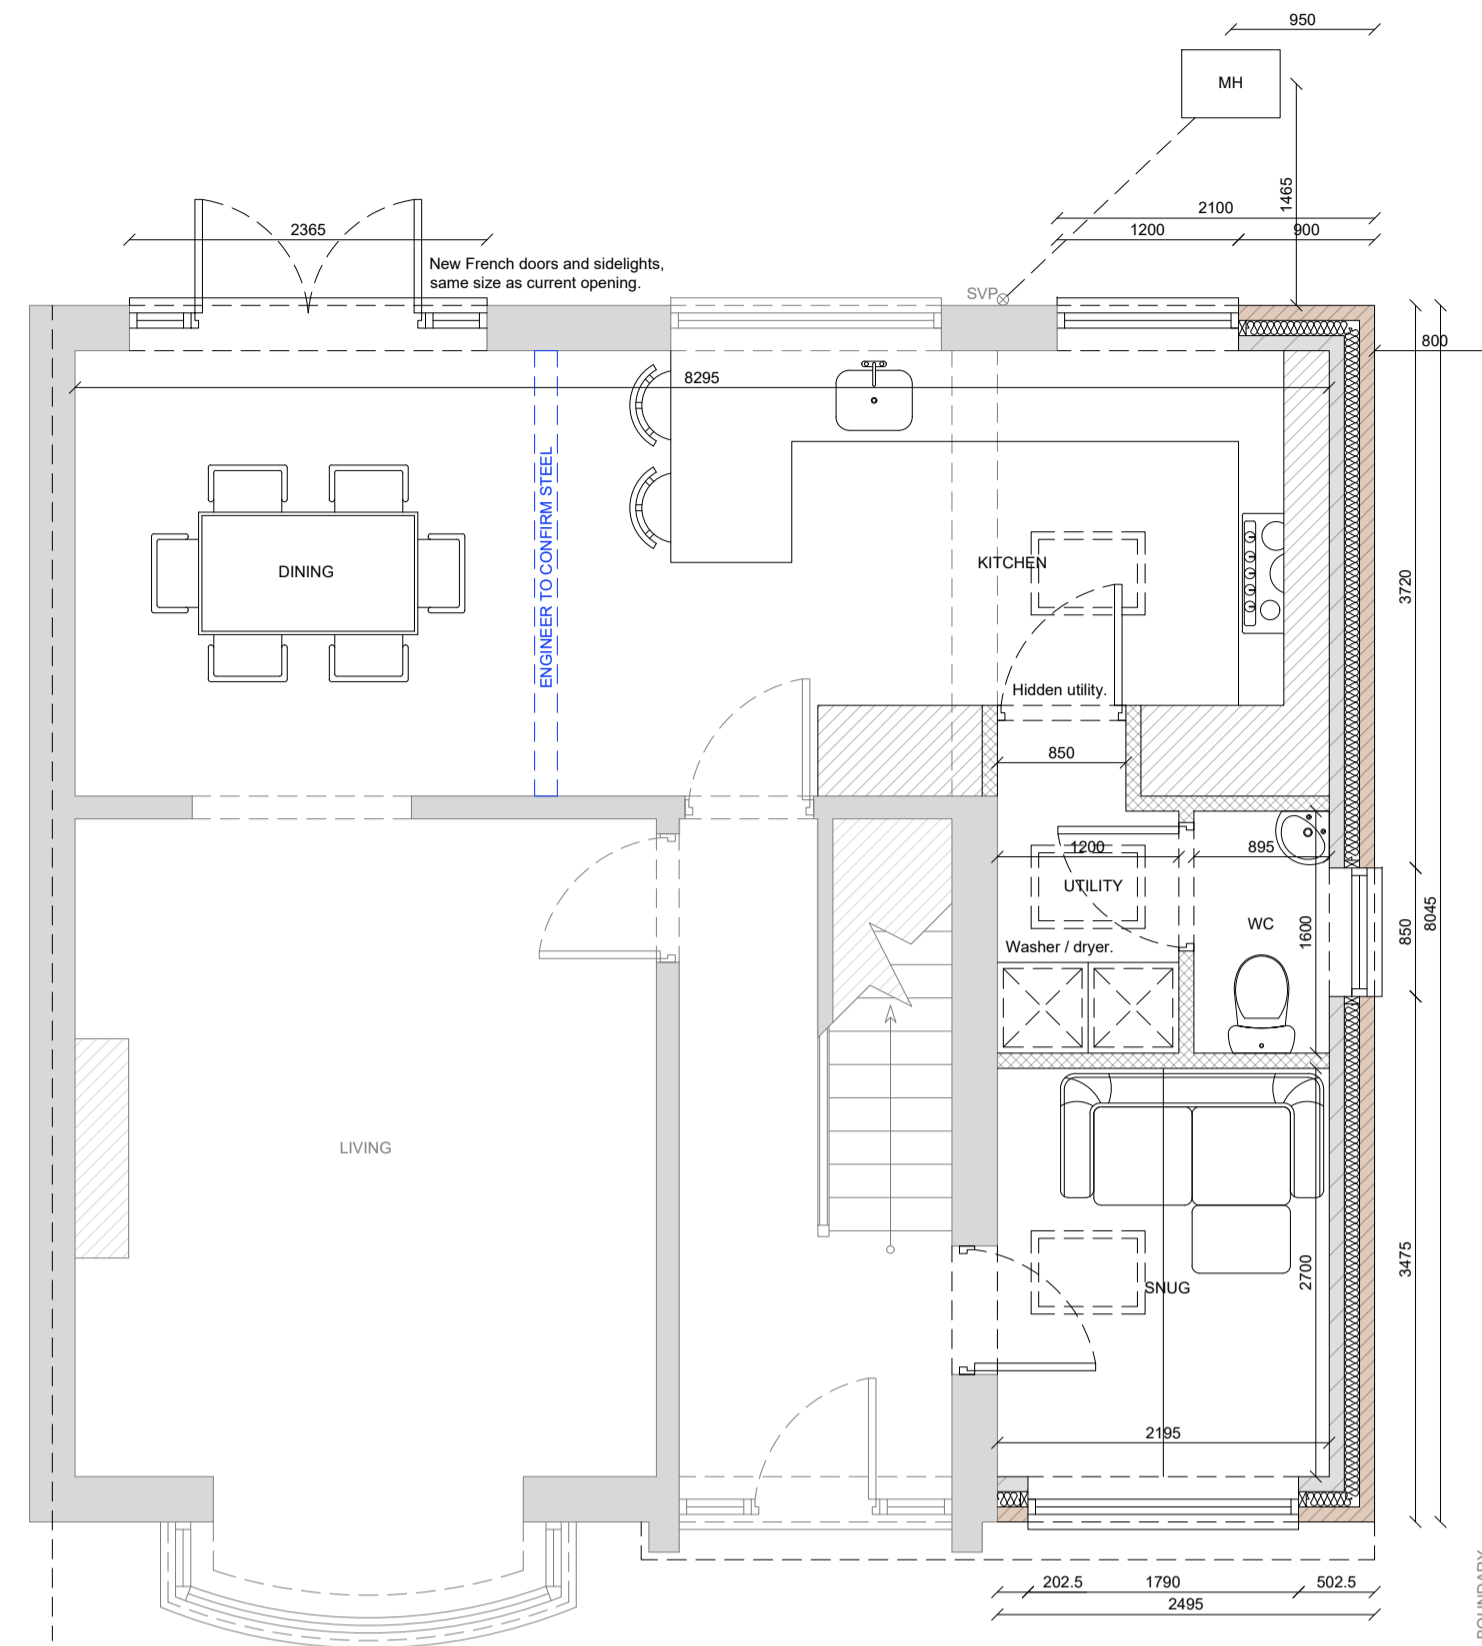 950
MH
1465
2100
1200
900
2365
New French doors and sidelights,
same size as current opening.
SVP
800
8295
ENGINEER TO CONFIRM STEEL
DINING
KITCHEN
3720
Hidden utility.
850
1200
895
UTILITY
WC
1600
850
8045
Washer / dryer.
LIVING
SNUG
2700
3475
2195
202.5
1790
502.5
2495
BOUNDARY